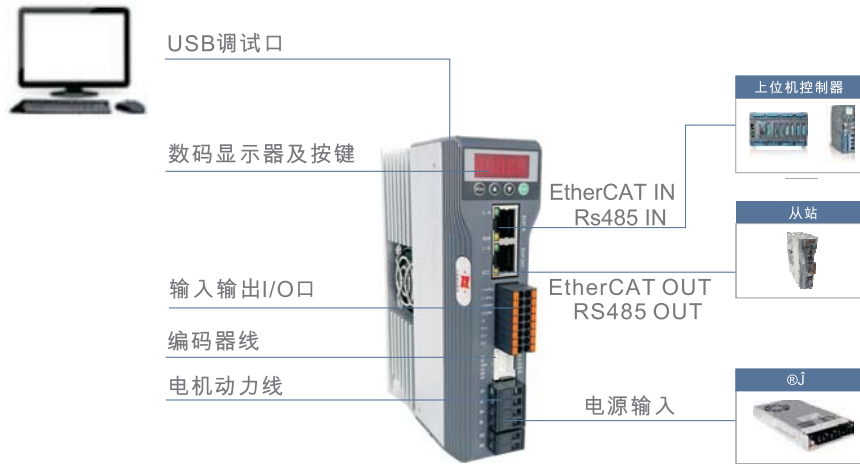 USB调试口
数码显示器及按键
输入输出I/O口
编码器线
电机动力线
EtherCAT IN
Rs485 IN
EtherCAT OUT
RS485 OUT
电源输入
上位机控制器
从站
®Ĵ